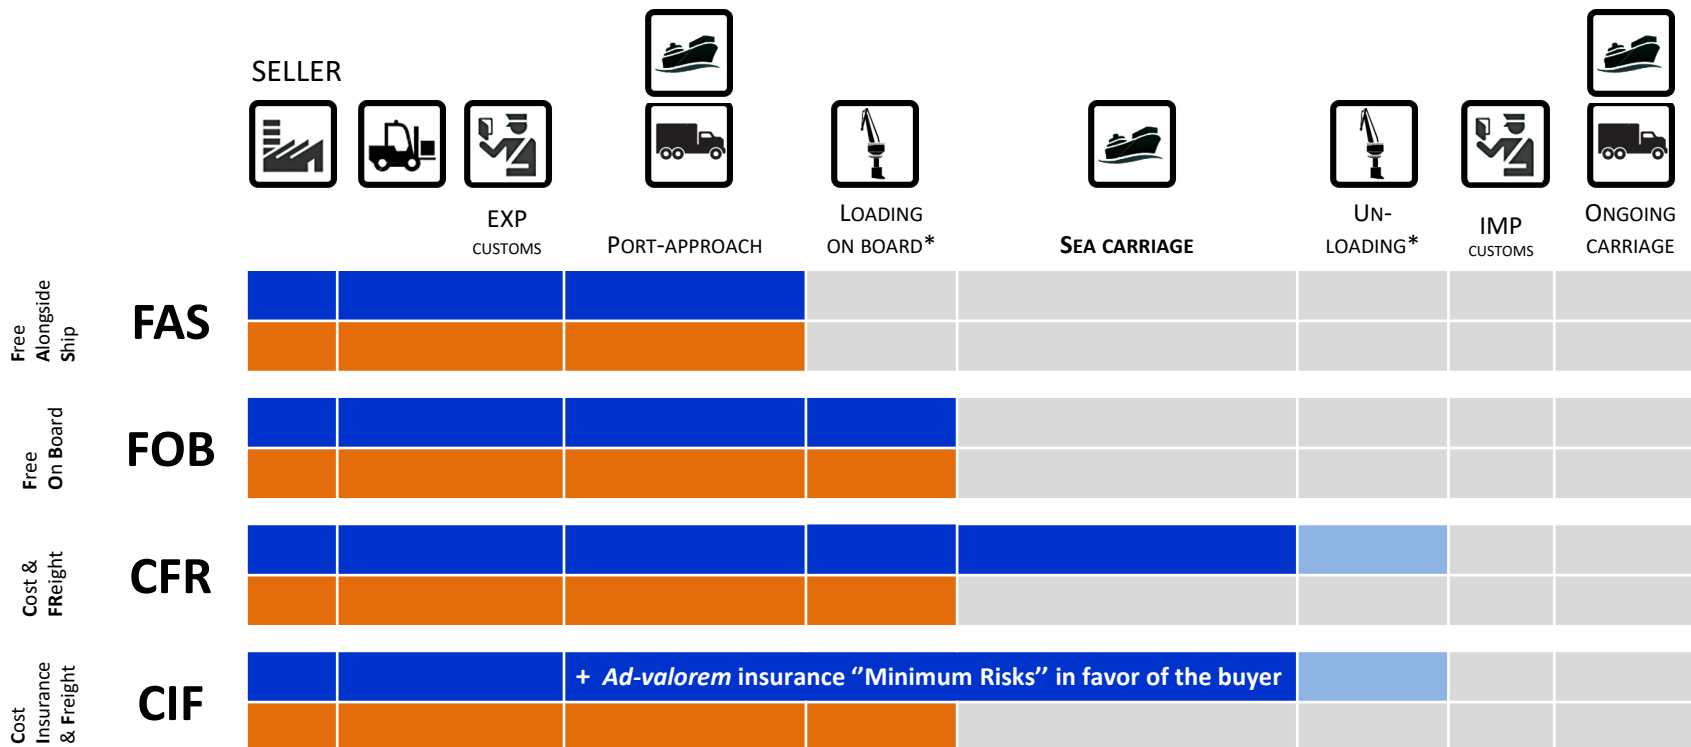 SELLER
EXP
CUSTOMS
PORT-APPROACH
LOADING
ON BOARD*
SEA CARRIAGE
UN-
LOADING*
IMP
CUSTOMS
ONGOING
CARRIAGE
Free
Alongside
Ship
FAS
Free
On Board
FOB
Cost &
FReight
CFR
Cost
Insurance
& Freight
CIF
+ Ad-valorem insurance ‘’Minimum Risks’’ in favor of the buyer